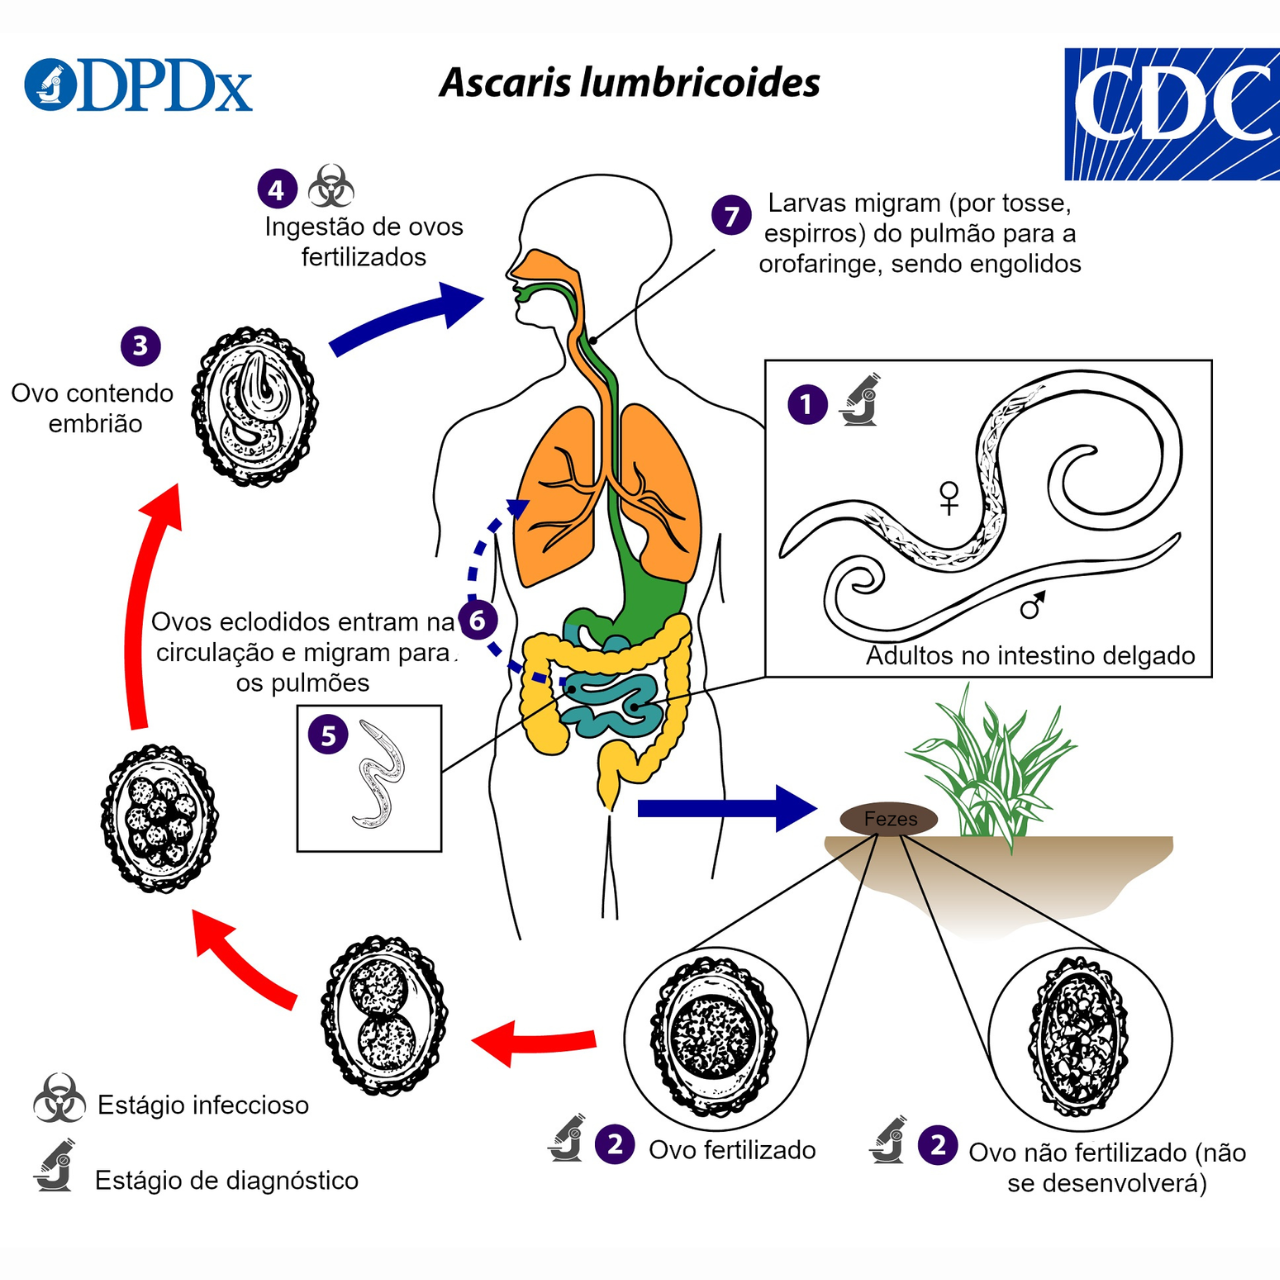 DPDx
Ascaris lumbricoides
CDC
4
Ingestão de ovos
fertilizados
7
Larvas migram (por tosse,
espirros) do pulmão para a
orofaringe, sendo engolidos
3
Ovo contendo
embrião
1
♀
♂
Adultos no intestino delgado
6
Ovos eclodidos entram na
circulação e migram para
os pulmões
5
Fezes
2
Ovo fertilizado
2
Ovo não fertilizado (não
se desenvolverá)
Estágio infeccioso
Estágio de diagnóstico